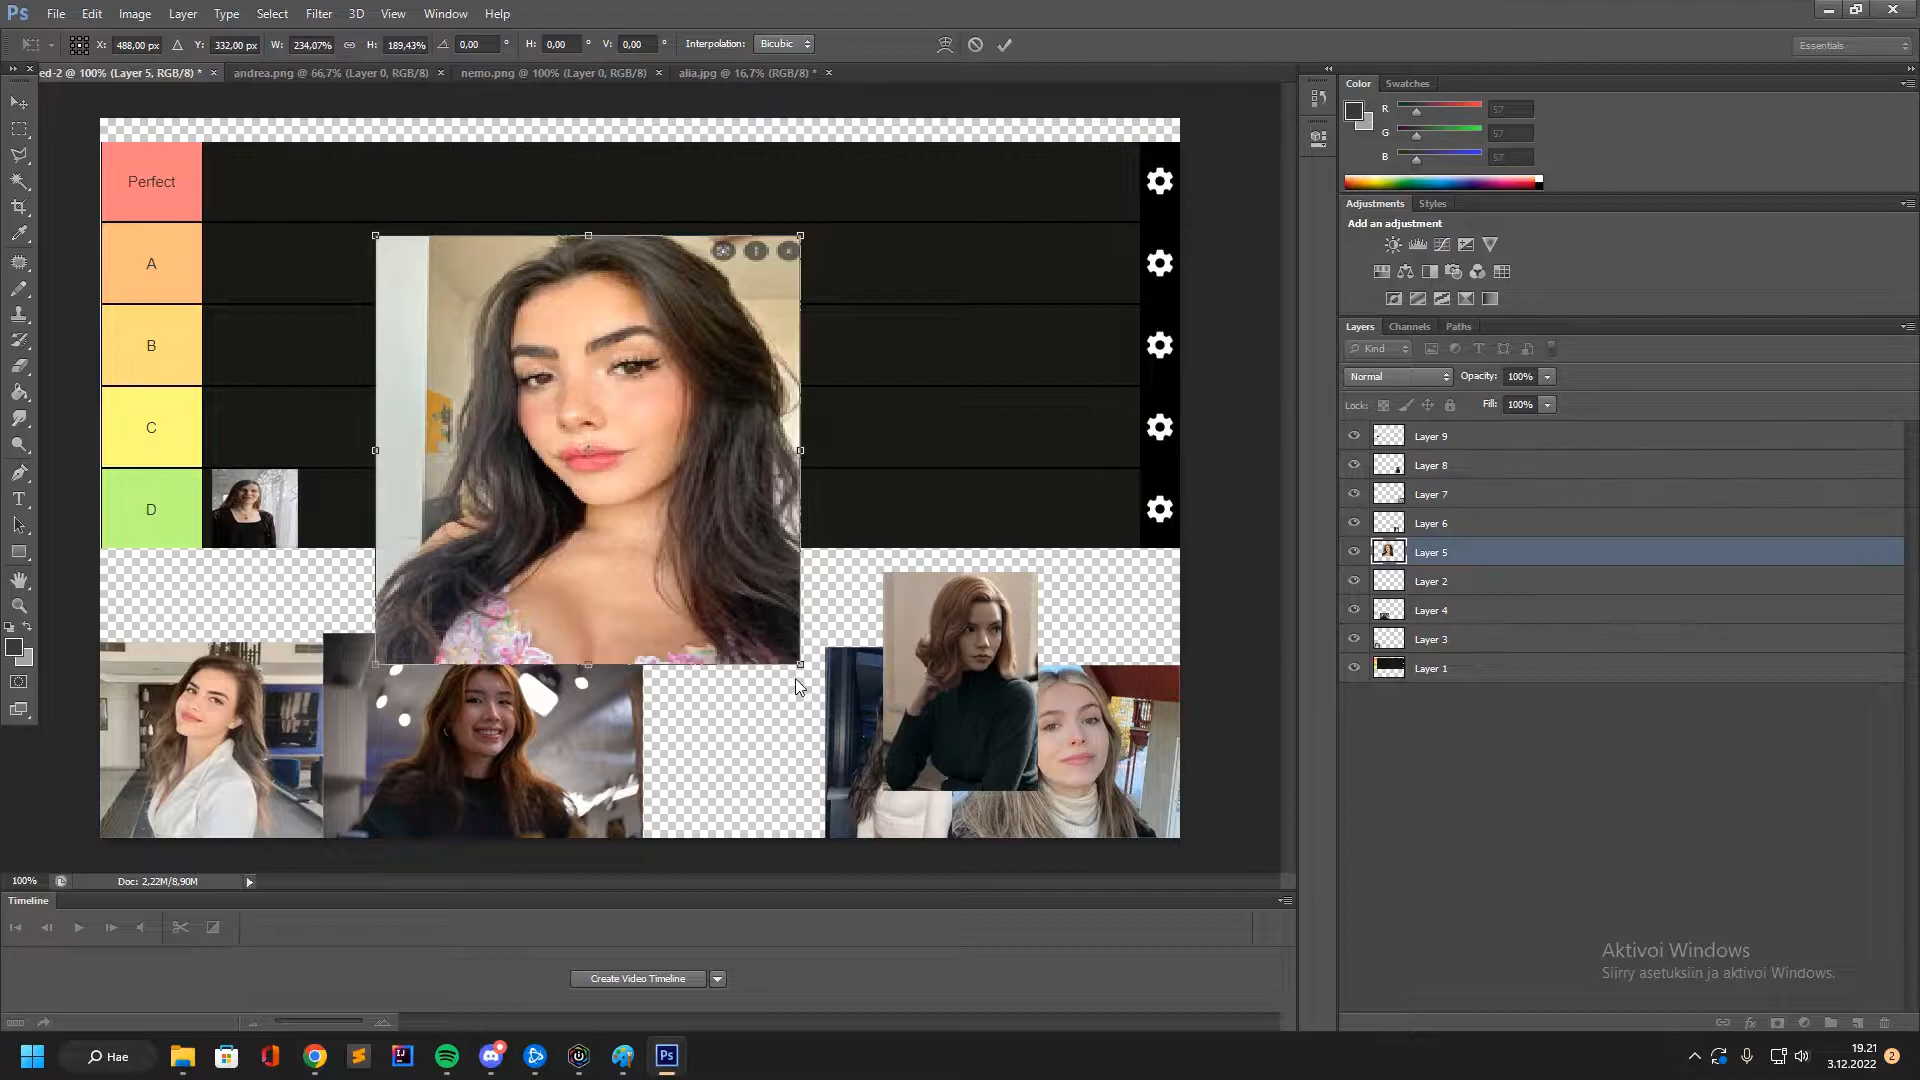 Ps File Edit Image Layer Type Select Filter 3D View Window Help
X: 488,00 px Y: 332,00 px W: 234,07% H: 189,43% 0,00 ° H: 0,00 ° V: 0,00 ° Interpolation: Bicubic Essentials
ed-2 @ 100% (Layer 5, RGB/8) * × andrea.png @ 66,7% (Layer 0, RGB/8) × nemo.png @ 100% (Layer 0, RGB/8) × alia.jpg @ 16,7% (RGB/8) * ×
Color Swatches
R 57
G 57
B 57
Adjustments Styles
Add an adjustment
Layers Channels Paths
Kind
Normal Opacity: 100%
Lock: Fill: 100%
Layer 9
Layer 8
Layer 7
Layer 6
Layer 5
Layer 2
Layer 4
Layer 3
Layer 1
Perfect
A
B
C
D
100% Doc: 2,22M/8,90M
Timeline
Create Video Timeline
Aktivoi Windows
Siirry asetuksiin ja aktivoi Windows.
Hae
Ps
19.21
3.12.2022
2